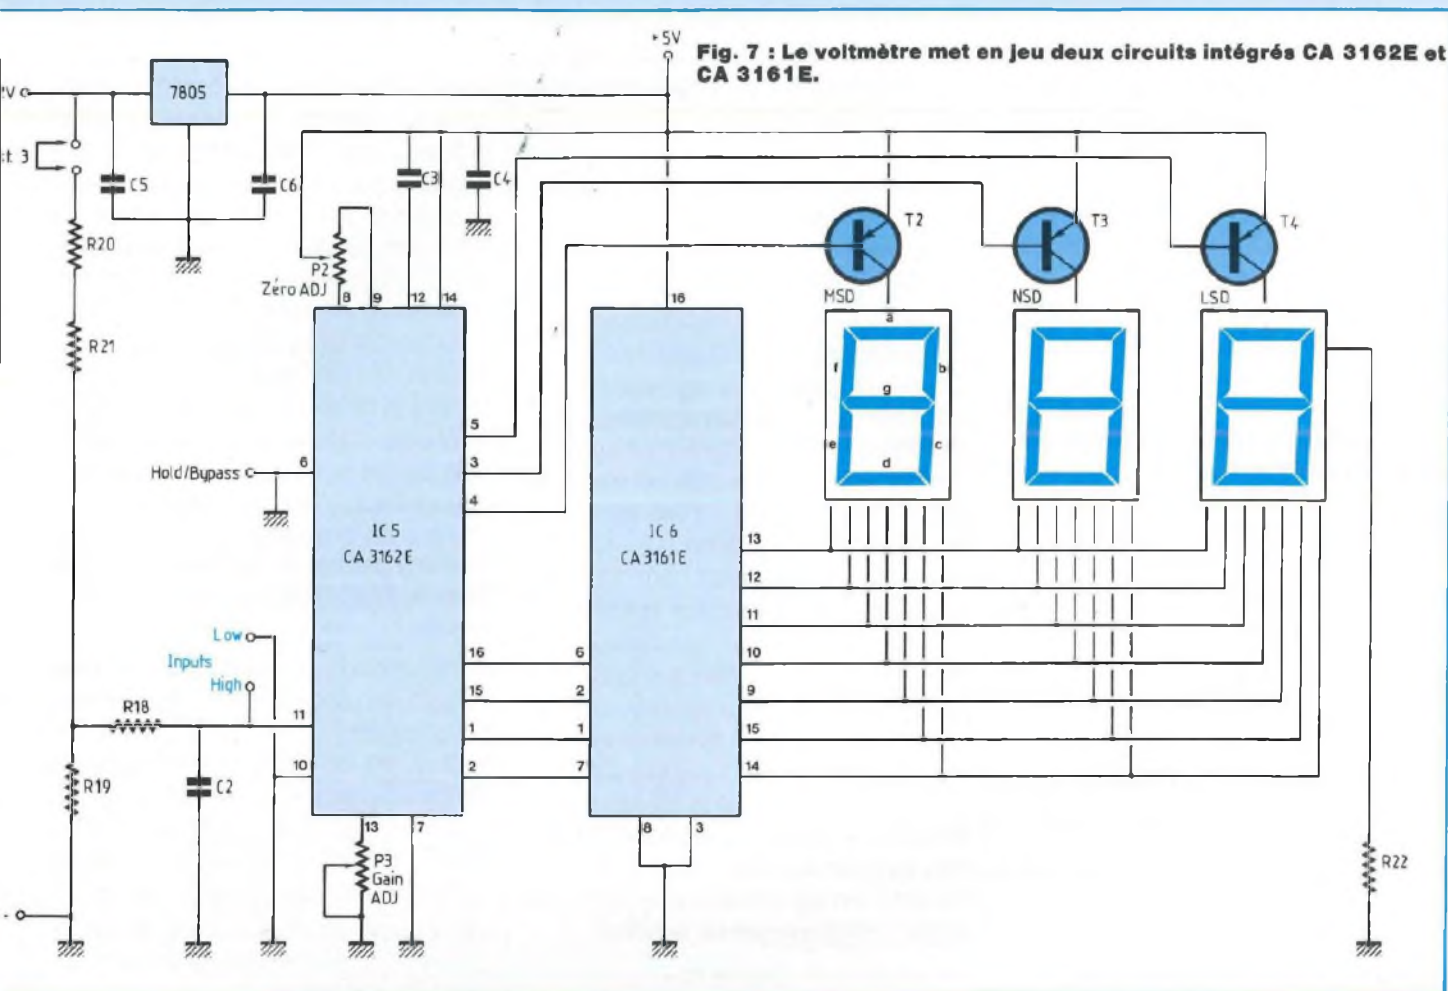 +5V
Fig. 7 : Le voltmètre met en jeu deux circuits intégrés CA 3162E et
CA 3161E.
7805
2V
ct 3
C5
C6
C3
C4
R20
R21
P2
Zéro ADJ
8
9
12
14
16
T2
T3
T4
MSD
NSD
LSD
a
f
b
g
e
c
d
5
3
4
Hold/Bypass
6
IC 5
CA 3162E
IC 6
CA 3161E
13
12
11
10
9
15
14
Low
Inputs
High
16
15
1
2
6
2
1
7
R18
11
10
R19
C2
13
7
P3
Gain
ADJ
8
3
R22
-